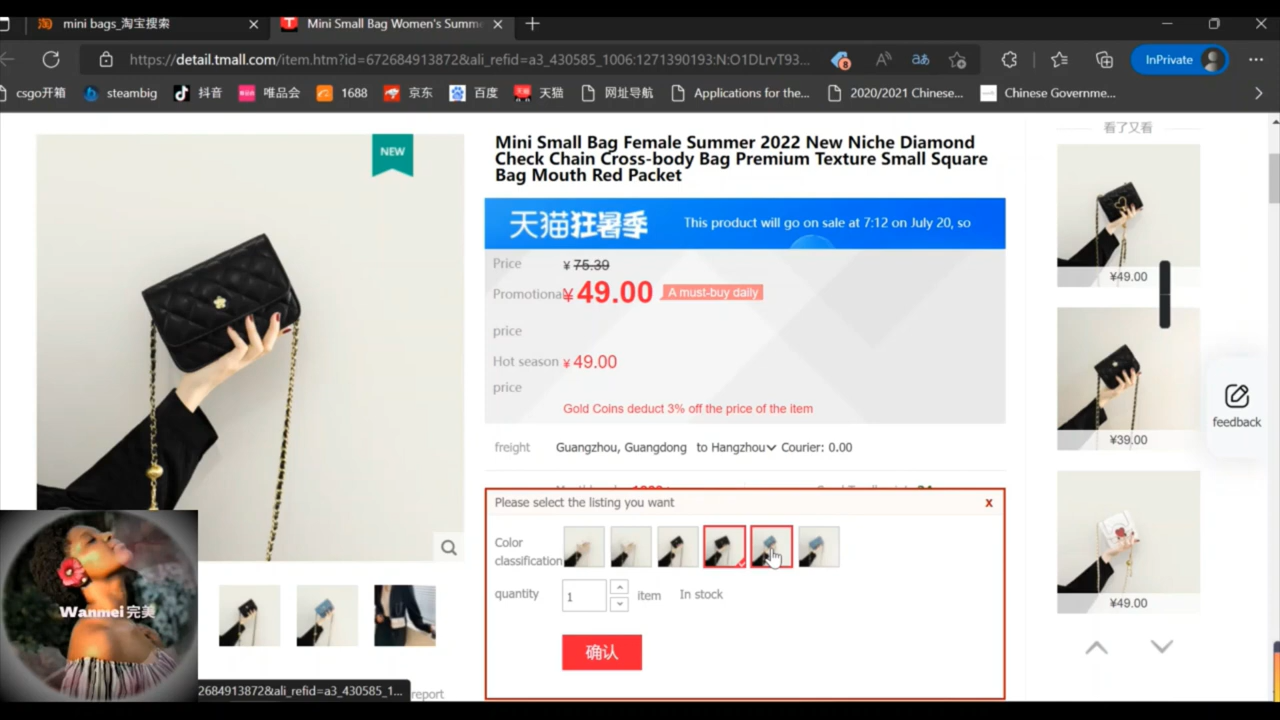 mini bags_淘宝搜索
Mini Small Bag Women's Summe
https://detail.tmall.com/item.htm?id=672684913872&ali_refid=a3_430585_1006:1271390193:N:O1DLrvT93...
8
InPrivate
csgo开箱
steambig
抖音
唯品会
1688
京东
百度
天猫
网址导航
Applications for the...
2020/2021 Chinese...
Chinese Governme...
NEW
Mini Small Bag Female Summer 2022 New Niche Diamond
Check Chain Cross-body Bag Premium Texture Small Square
Bag Mouth Red Packet
天猫狂暑季
This product will go on sale at 7:12 on July 20, so
Price ¥ 75.39
Promotional ¥ 49.00 A must-buy daily
price
Hot season ¥ 49.00
price
Gold Coins deduct 3% off the price of the item
freight Guangzhou, Guangdong to Hangzhou Courier: 0.00
Please select the listing you want x
Color
classification
quantity 1 item In stock
确认
看了又看
¥49.00
¥39.00
¥49.00
feedback
Wanmei 完美
2684913872&ali_refid=a3_430585_1...
report